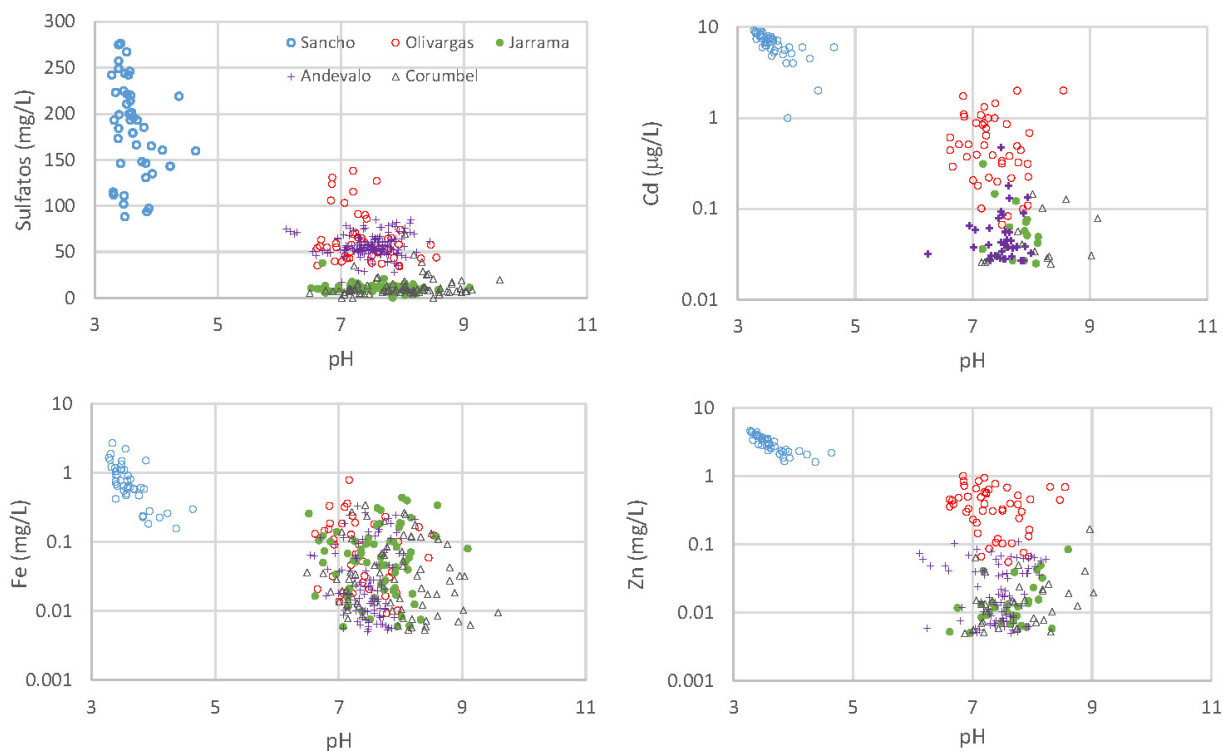 300
250
200
150
100
50
0
Sulfatos (mg/L)
Sancho Olivargas Jarrama
Andevalo Corumbel
3 5 7 9 11
pH
10
1
0.1
0.01
Cd (µg/L)
3 5 7 9 11
pH
10
1
0.1
0.01
0.001
Fe (mg/L)
3 5 7 9 11
pH
10
1
0.1
0.01
0.001
Zn (mg/L)
3 5 7 9 11
pH